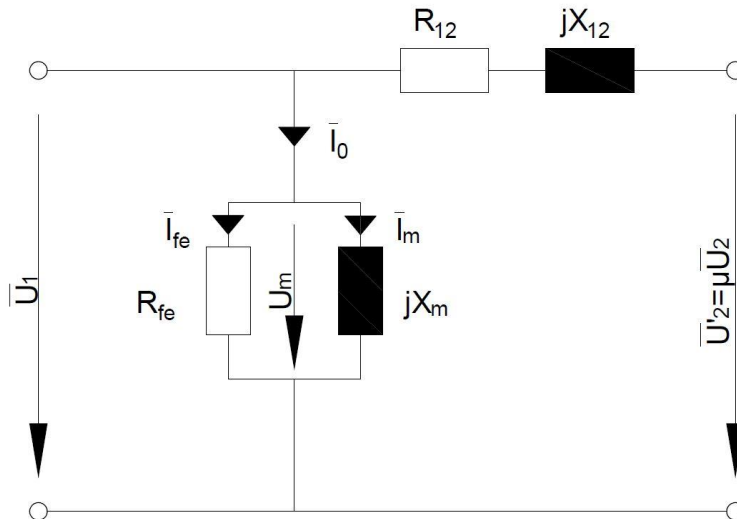 R12
jX12
I0
Ife
Im
U1
Rfe
Um
jXm
U'2=μU2